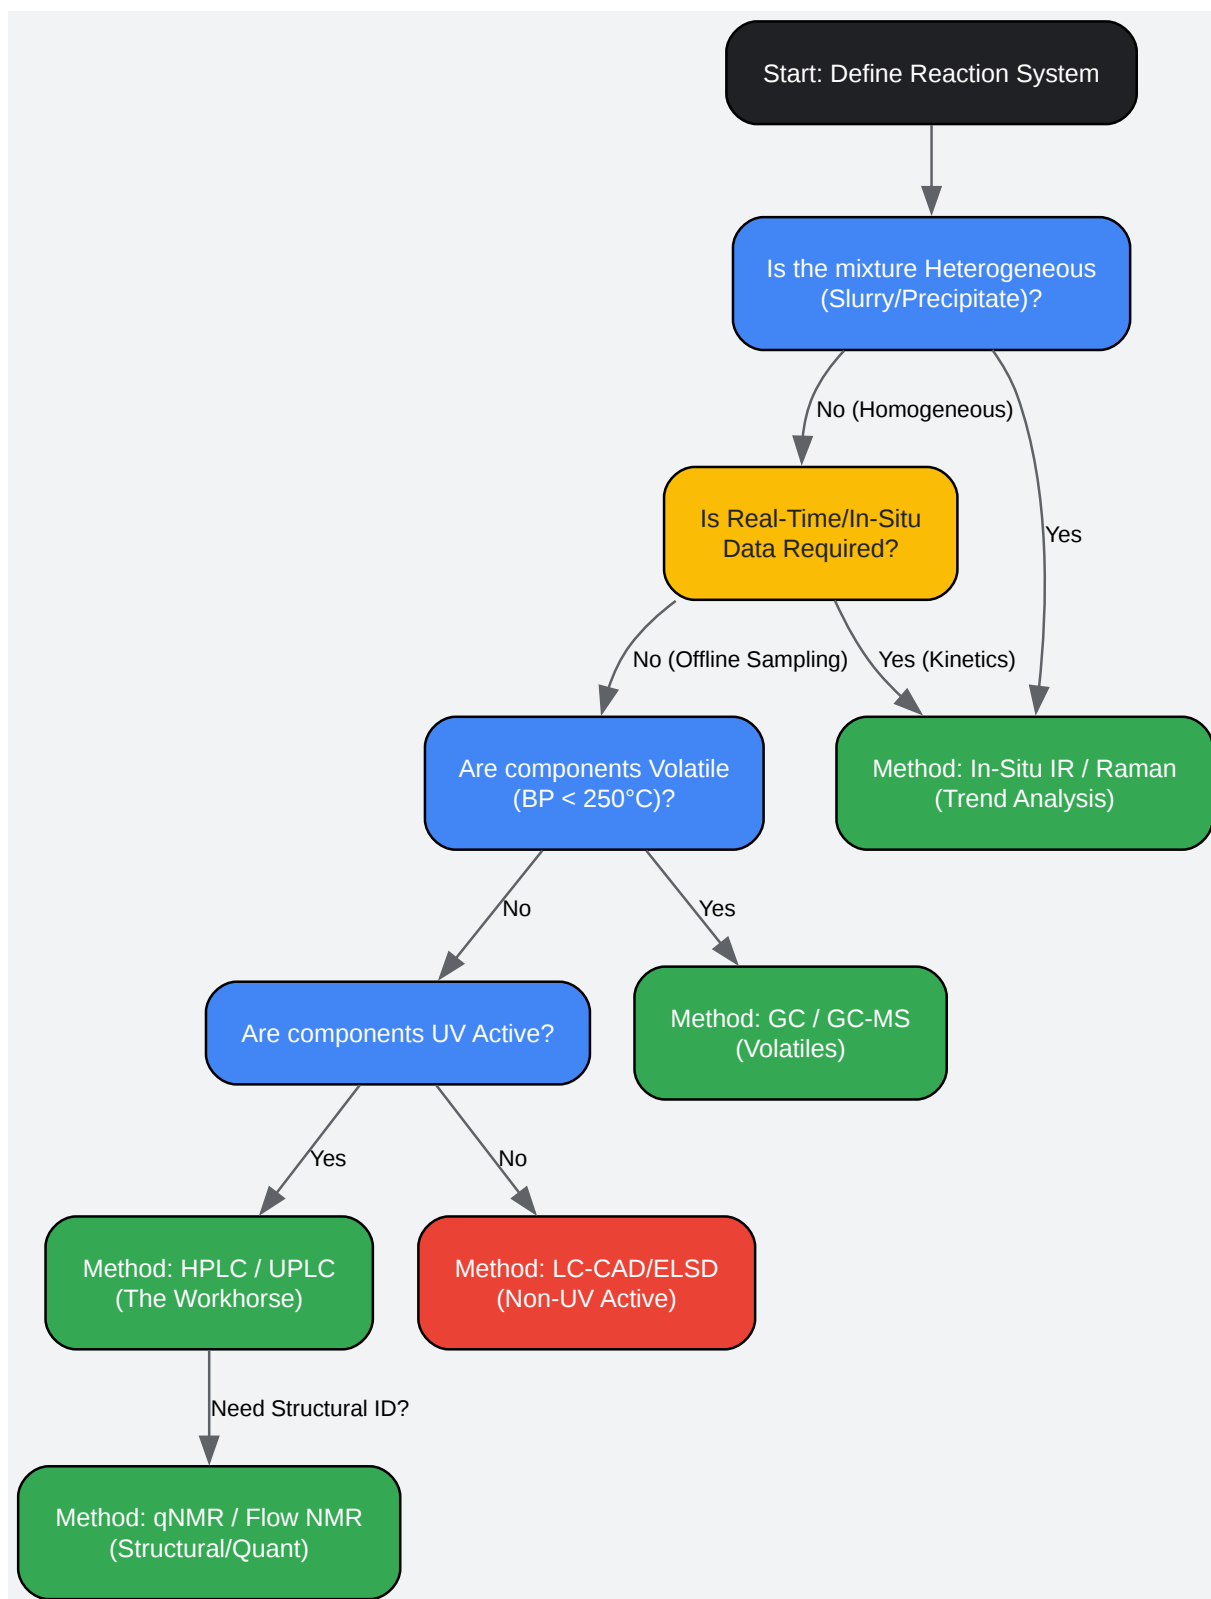 Start: Define Reaction System
Is the mixture Heterogeneous
(Slurry/Precipitate)?
No (Homogeneous)
Is Real-Time/In-Situ
Data Required?
Yes
No (Offline Sampling)
Yes (Kinetics)
Are components Volatile
(BP < 250°C)?
Method: In-Situ IR / Raman
(Trend Analysis)
No
Yes
Are components UV Active?
Method: GC / GC-MS
(Volatiles)
Yes
No
Method: HPLC / UPLC
(The Workhorse)
Method: LC-CAD/ELSD
(Non-UV Active)
Need Structural ID?
Method: qNMR / Flow NMR
(Structural/Quant)